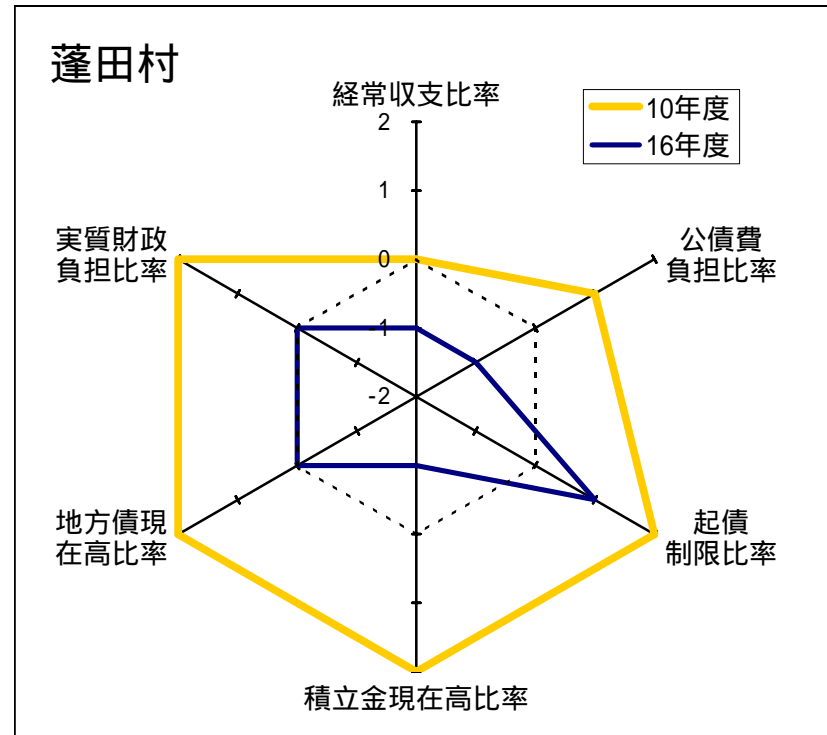 蓬田村
経常収支比率
10年度
16年度
2
1
0
-1
-2
実質財政
負担比率
公債費
負担比率
地方債現
在高比率
起債
制限比率
積立金現在高比率